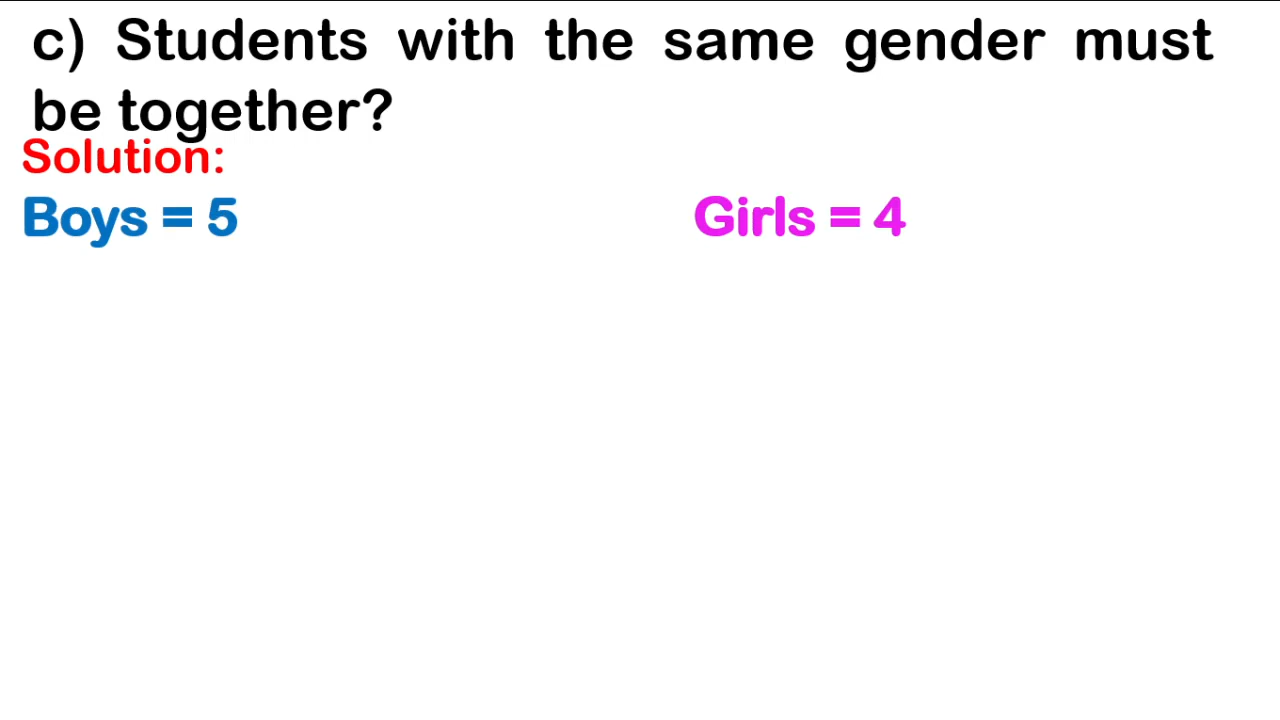 c) Students with the same gender must
be together?
Solution:
Boys = 5
Girls = 4